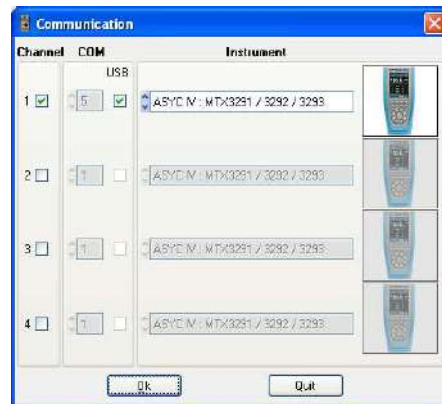 Communication
Channel COM Instrument
USB
1 5 ASYC IV : MTX3291 / 3292 / 3293
2 1 ASYC IV : MTX3291 / 3292 / 3293
3 1 ASYC IV : MTX3291 / 3292 / 3293
4 1 ASYC IV : MTX3291 / 3292 / 3293
Ok Quit